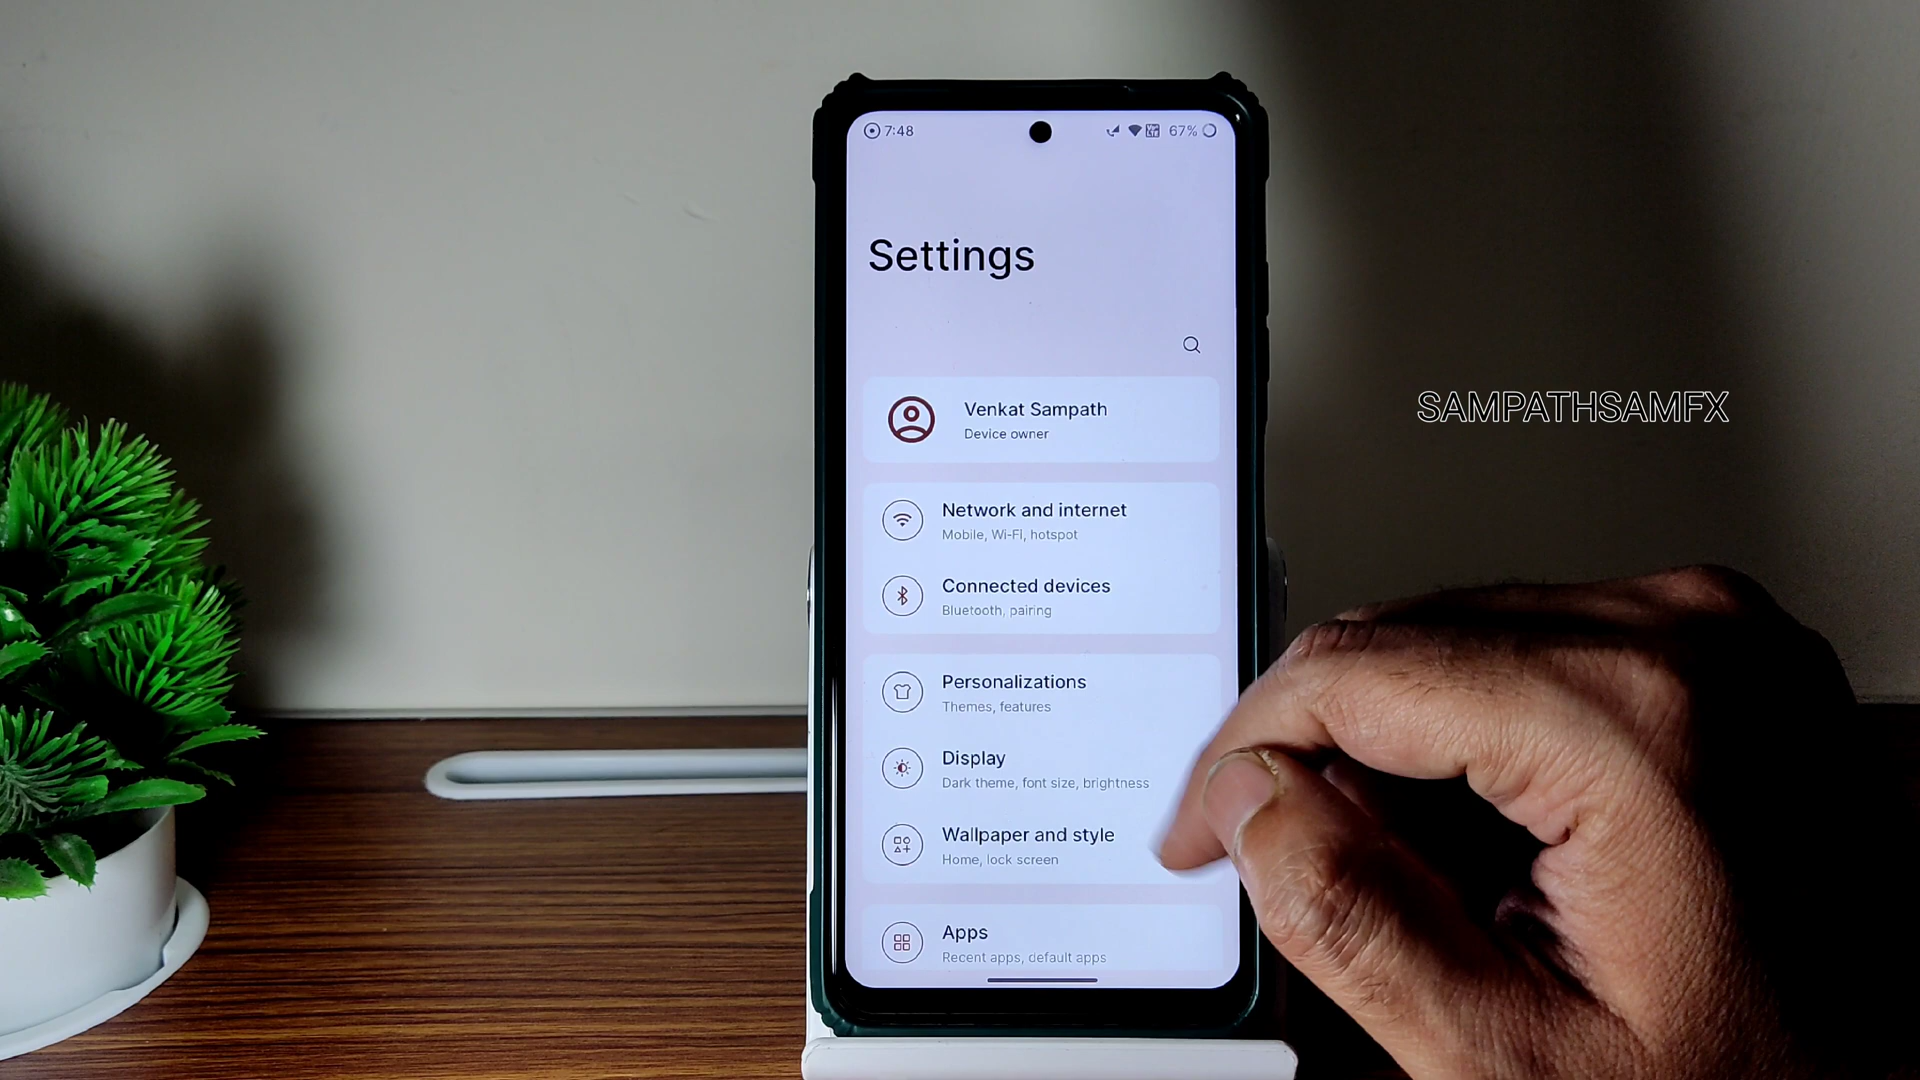 7:48
67%
Settings
Venkat Sampath
Device owner
Network and internet
Mobile, Wi-Fi, hotspot
Connected devices
Bluetooth, pairing
Personalizations
Themes, features
Display
Dark theme, font size, brightness
Wallpaper and style
Home, lock screen
Apps
Recent apps, default apps
SAMPATHSAMFX